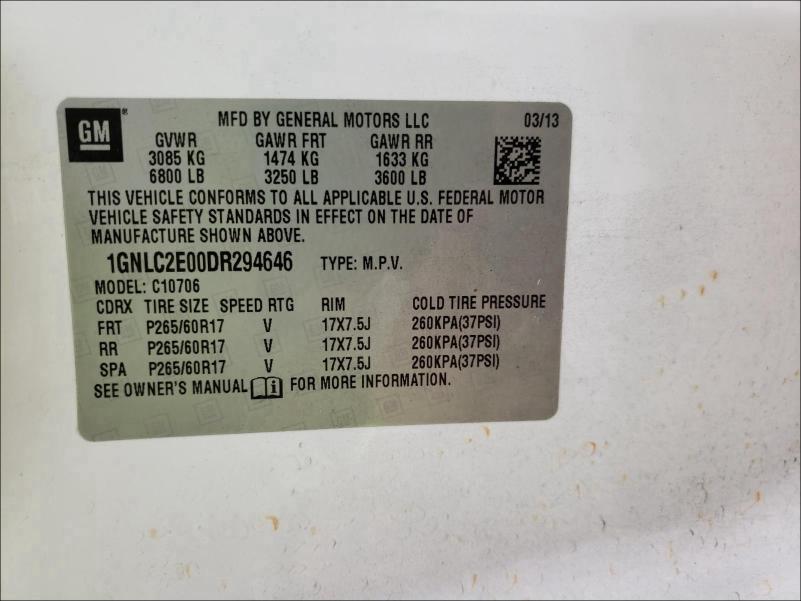 GM® MFD BY GENERAL MOTORS LLC 03/13
GVWR GAWR FRT GAWR RR
3085 KG 1474 KG 1633 KG
6800 LB 3250 LB 3600 LB
THIS VEHICLE CONFORMS TO ALL APPLICABLE U.S. FEDERAL MOTOR
VEHICLE SAFETY STANDARDS IN EFFECT ON THE DATE OF
MANUFACTURE SHOWN ABOVE.
1GNLC2E00DR294646 TYPE: M.P.V.
MODEL: C10706
CDRX TIRE SIZE SPEED RTG RIM COLD TIRE PRESSURE
FRT P265/60R17 V 17X7.5J 260KPA(37PSI)
RR P265/60R17 V 17X7.5J 260KPA(37PSI)
SPA P265/60R17 V 17X7.5J 260KPA(37PSI)
SEE OWNER'S MANUAL i FOR MORE INFORMATION.